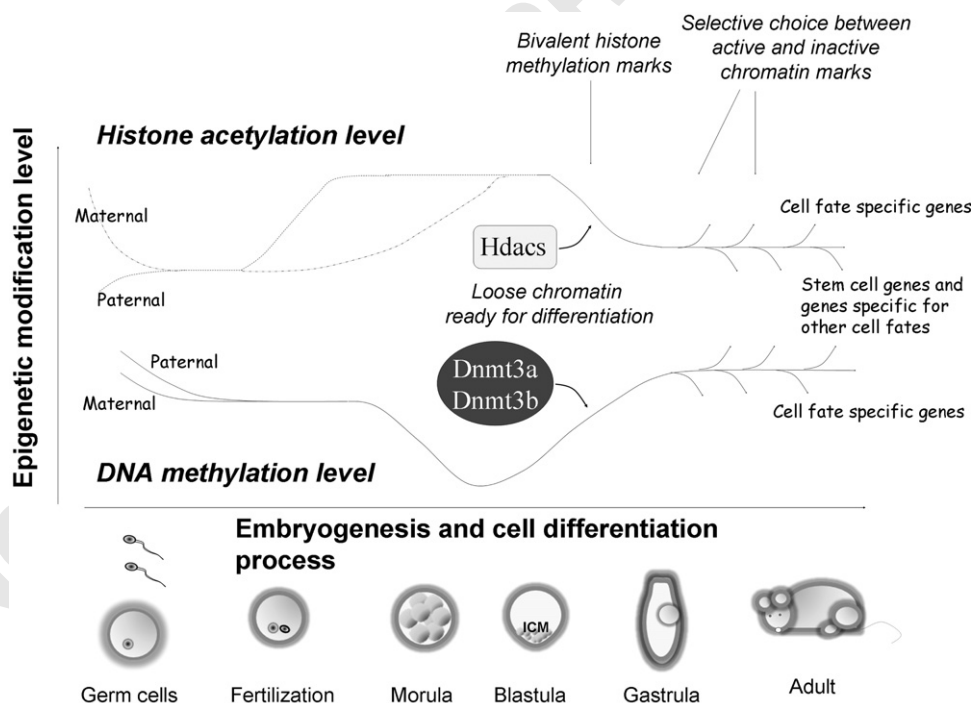 Bivalent histone
methylation marks
Selective choice between
active and inactive
chromatin marks
Histone acetylation level
Epigenetic modification level
Maternal
Paternal
Hdacs
Cell fate specific genes
Loose chromatin
ready for differentiation
Stem cell genes and
genes specific for
other cell fates
Paternal
Maternal
Dnmt3a
Dnmt3b
Cell fate specific genes
DNA methylation level
Embryogenesis and cell differentiation
process
ICM
Germ cells
Fertilization
Morula
Blastula
Gastrula
Adult